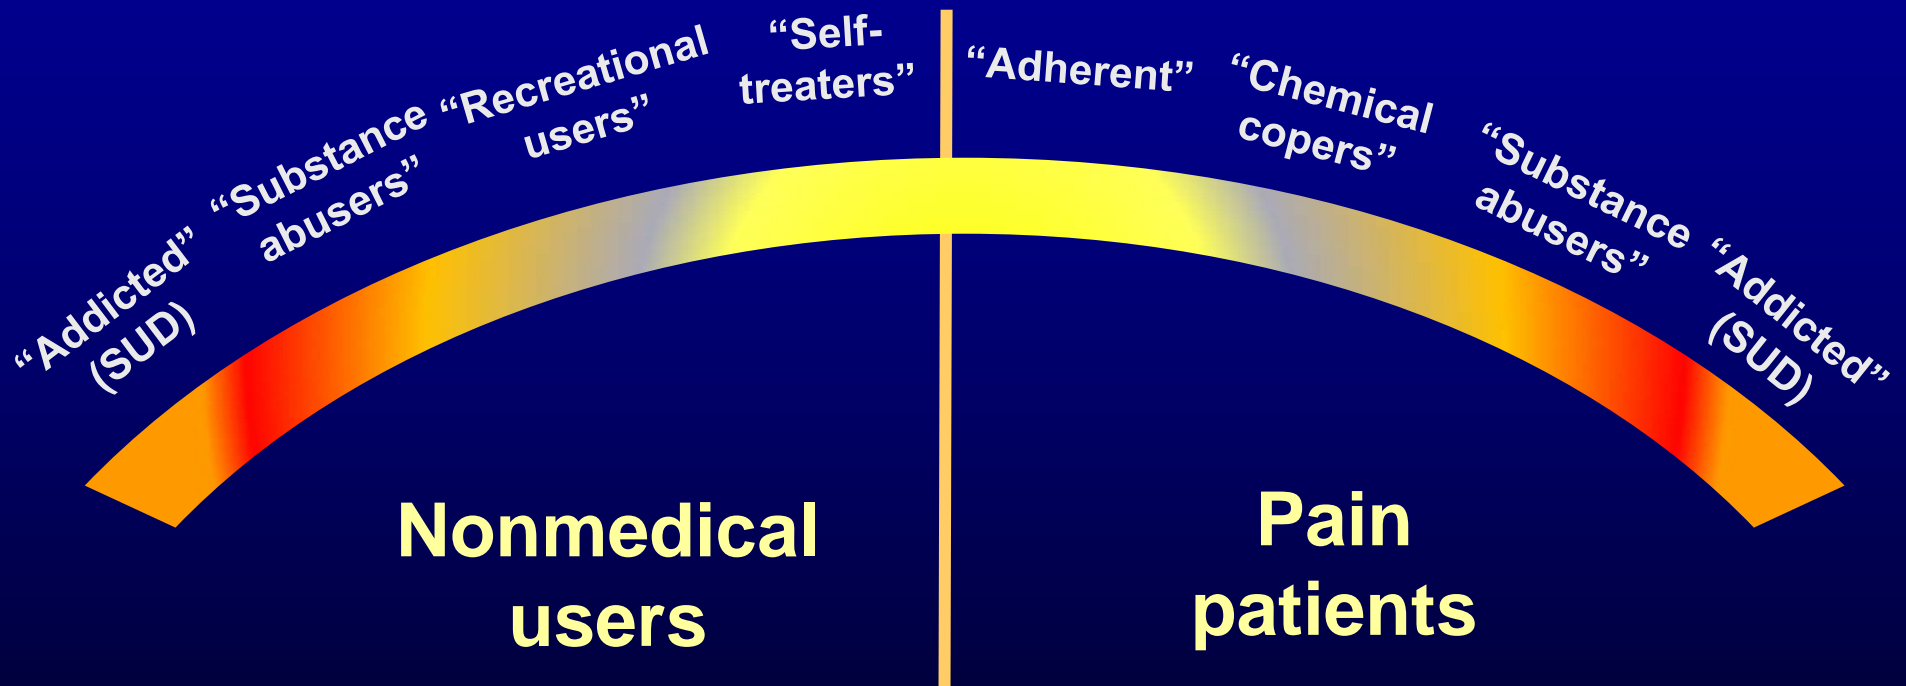 “Addicted”
(SUD)
“Substance
abusers”
“Recreational
users”
“Self-
treaters”
“Adherent”
“Chemical
copers”
“Substance
abusers”
“Addicted”
(SUD)
Nonmedical
users
Pain
patients